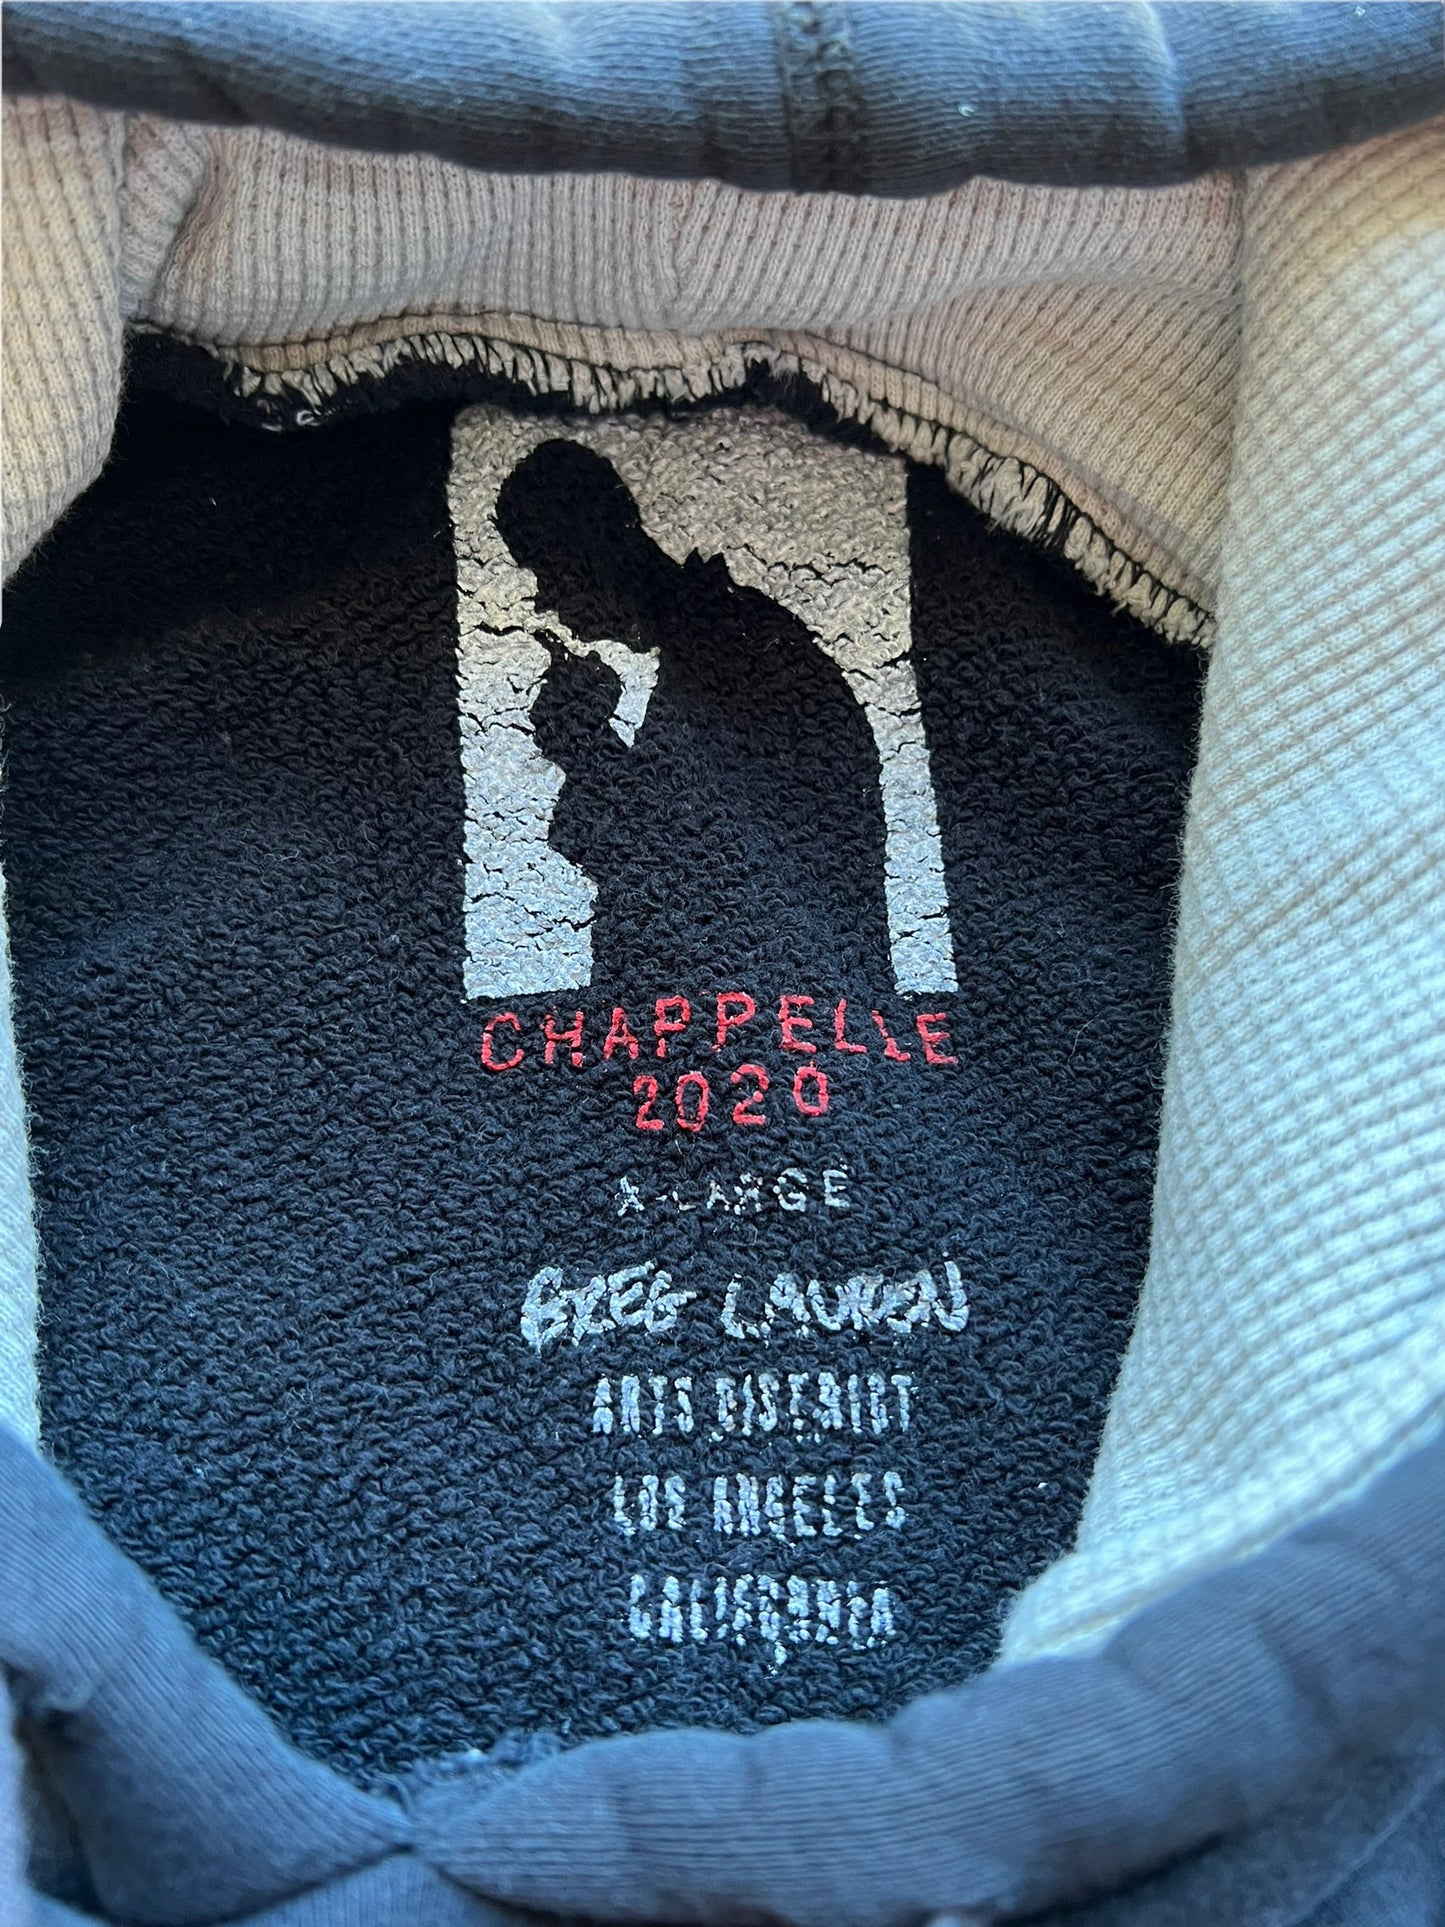 CHAPPELLE
2020
X-LARGE
GREG LAUREN
ARTS DISTRICT
LOS ANGELES
CALIFORNIA